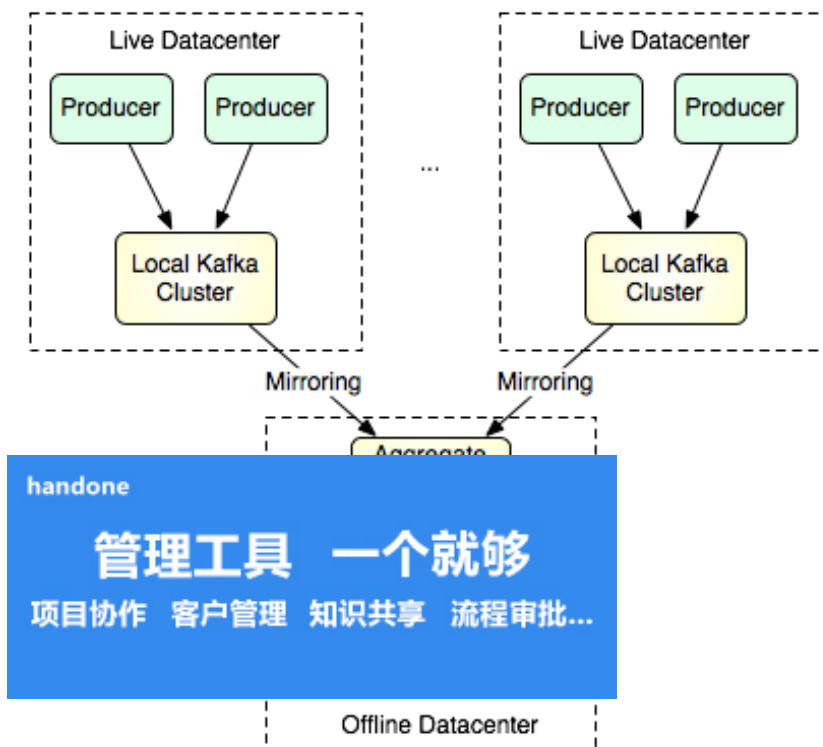 Live Datacenter
Live Datacenter
Producer
Producer
Producer
Producer
...
Local Kafka
Cluster
Local Kafka
Cluster
Mirroring
Mirroring
Aggregate
handone
管理工具 一个就够
项目协作 客户管理 知识共享 流程审批...
Offline Datacenter